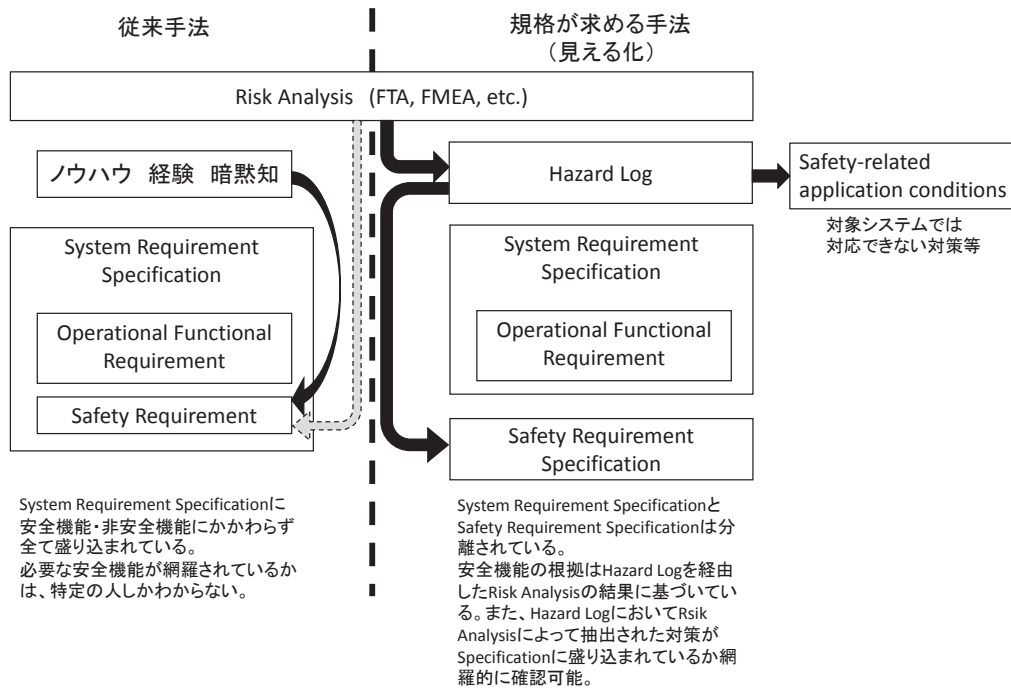 従来手法
規格が求める手法
（見える化）
Risk Analysis (FTA, FMEA, etc.)
ノウハウ 経験 暗黙知
System Requirement
Specification
Operational Functional
Requirement
Safety Requirement
System Requirement Specificationに
安全機能・非安全機能にかかわらず
全て盛り込まれている。
必要な安全機能が網羅されているか
は、特定の人しかわからない。
Hazard Log
Safety-related
application conditions
対象システムでは
対応できない対策等
System Requirement
Specification
Operational Functional
Requirement
Safety Requirement
Specification
System Requirement Specificationと
Safety Requirement Specificationは分
離されている。
安全機能の根拠はHazard Logを経由
したRisk Analysisの結果に基づいてい
る。また、Hazard LogにおいてRsik
Analysisによって抽出された対策が
Specificationに盛り込まれているか網
羅的に確認可能。